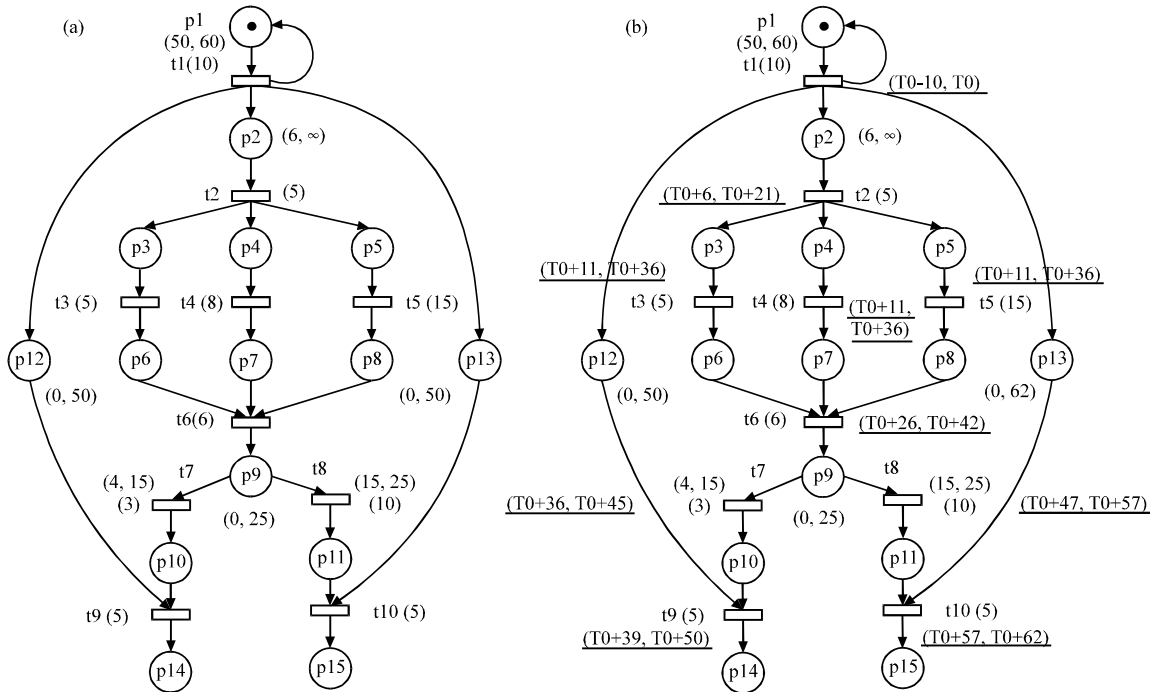 (a)
p1
(50, 60)
t1(10)
p2
(6, ∞)
t2
(5)
p3
p4
p5
t3 (5)
t4 (8)
t5 (15)
p12
p6
p7
p8
p13
(0, 50)
(0, 50)
t6(6)
t7
p9
t8
(4, 15)
(3)
(15, 25)
(10)
(0, 25)
p10
p11
t9 (5)
t10 (5)
p14
p15
(b)
p1
(50, 60)
t1(10)
(T0-10, T0)
p2
(6, ∞)
(T0+6, T0+21)
t2 (5)
p3
p4
p5
(T0+11, T0+36)
(T0+11, T0+36)
t3 (5)
t4 (8)
t5 (15)
(T0+11,
T0+36)
p12
p6
p7
p8
p13
(0, 50)
(0, 62)
t6 (6)
(T0+26, T0+42)
t7
p9
t8
(4, 15)
(3)
(15, 25)
(10)
(T0+36, T0+45)
(0, 25)
(T0+47, T0+57)
p10
p11
t9 (5)
t10 (5)
(T0+39, T0+50)
(T0+57, T0+62)
p14
p15